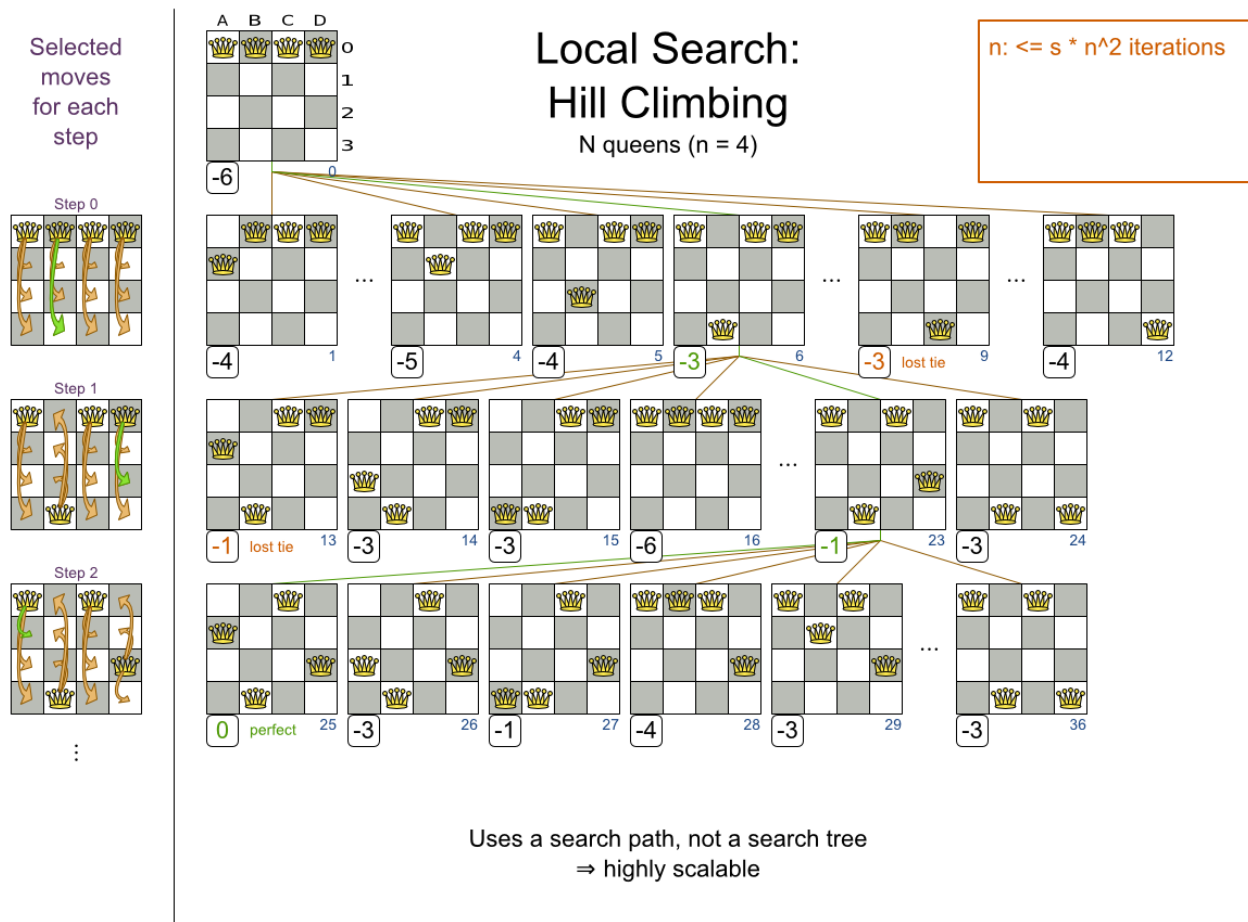 Selected
moves
for each
step
A B C D
0
1
2
3
-6
0
Local Search:
Hill Climbing
N queens (n = 4)
n: <= s * n^2 iterations
Step 0
...
...
...
-4 1
-5 4
-4 5
-3 6
-3 lost tie 9
-4 12
Step 1
...
-1 lost tie 13
-3 14
-3 15
-6 16
-1 23
-3 24
Step 2
...
0 perfect 25
-3 26
-1 27
-4 28
-3 29
-3 36
⋮
Uses a search path, not a search tree
⇒ highly scalable